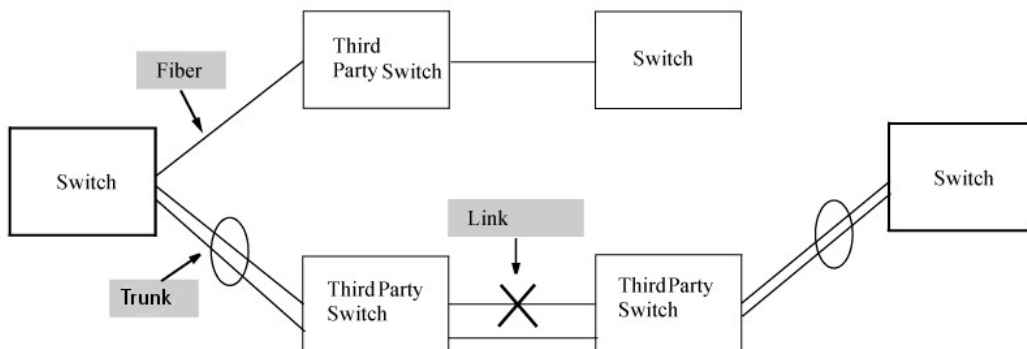 Third
Party Switch
Switch
Fiber
Switch
Switch
Link
Trunk
Third Party
Switch
Third Party
Switch